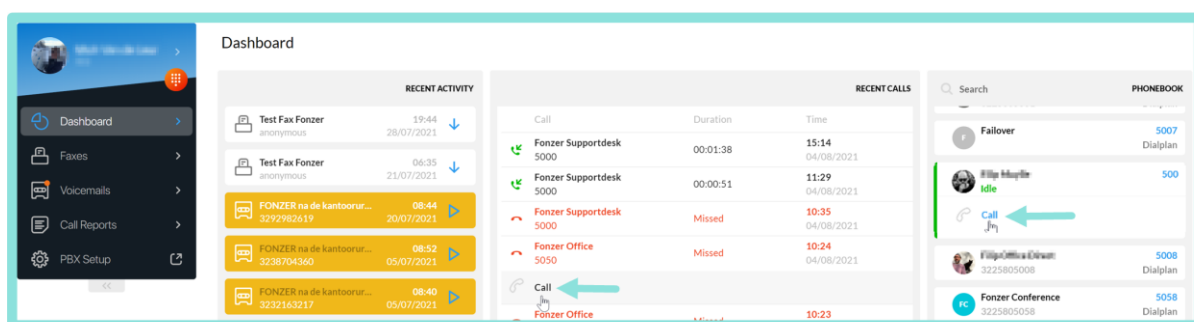 Dashboard
RECENT ACTIVITY
RECENT CALLS
Search
PHONEBOOK
Dashboard
Faxes
Voicemails
Call Reports
PBX Setup
<<
Test Fax Fonzer 19:44
anonymous 28/07/2021
Test Fax Fonzer 06:35
anonymous 21/07/2021
FONZER na de kantoorur... 08:44
3292982619 20/07/2021
FONZER na de kantoorur... 08:52
3238704360 05/07/2021
FONZER na de kantoorur... 08:40
3232163217 05/07/2021
Call Duration Time
Fonzer Supportdesk 00:01:38 15:14
5000 04/08/2021
Fonzer Supportdesk 00:00:51 11:29
5000 04/08/2021
Fonzer Supportdesk Missed 10:35
5000 04/08/2021
Fonzer Office Missed 10:24
5050 04/08/2021
Call
Fonzer Office Missed 10:23
F Failover 5007
Dialplan
500
Idle
Call
5008
3225805008 Dialplan
FC Fonzer Conference 5058
3225805058 Dialplan